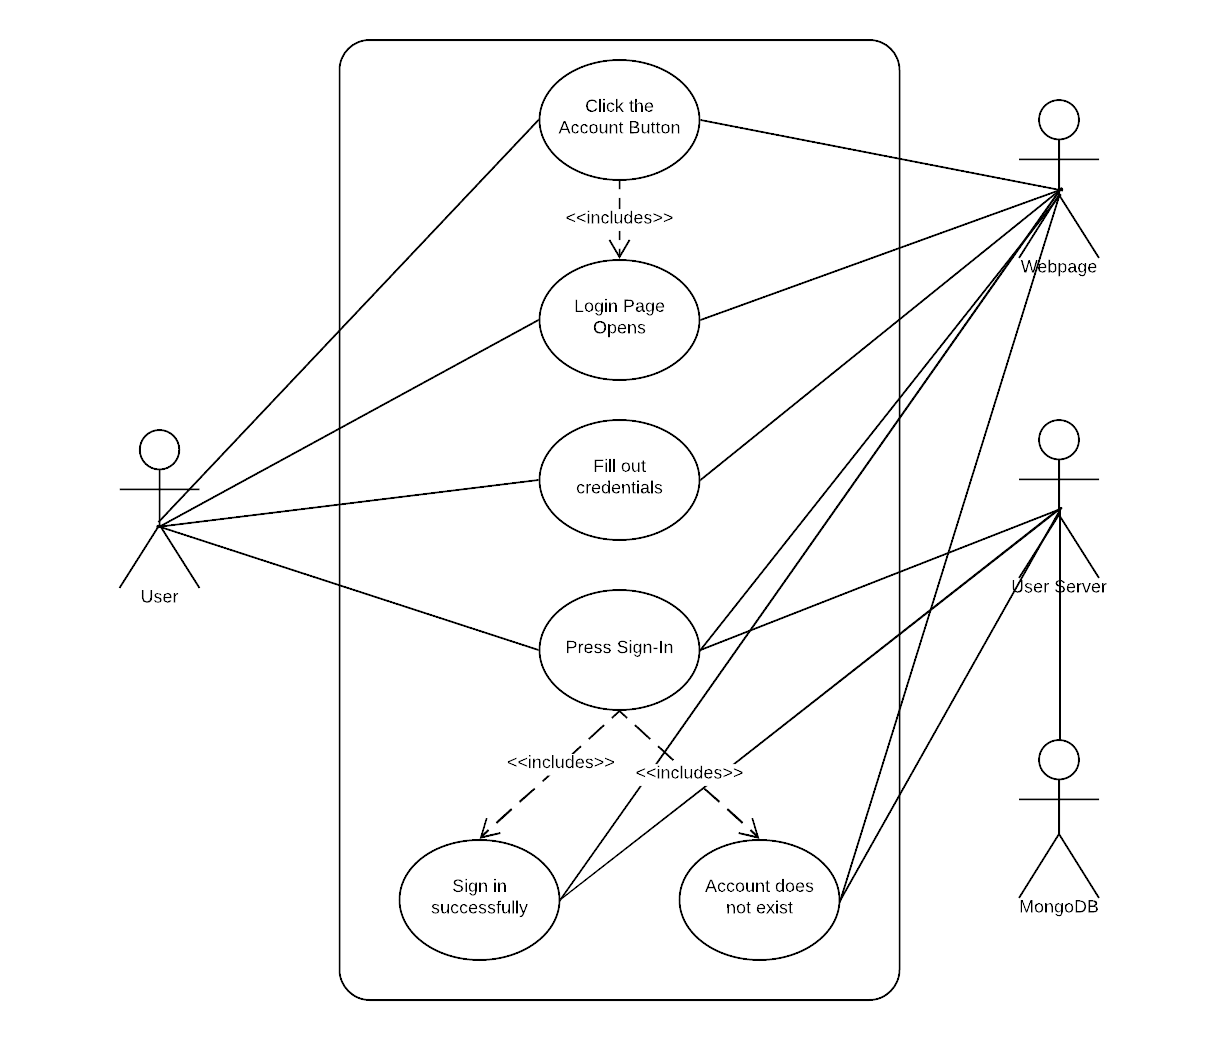 Click the
Account Button
<<includes>>
Webpage
Login Page
Opens
Fill out
credentials
User
User Server
Press Sign-In
<<includes>>
<<includes>>
Sign in
successfully
Account does
not exist
MongoDB